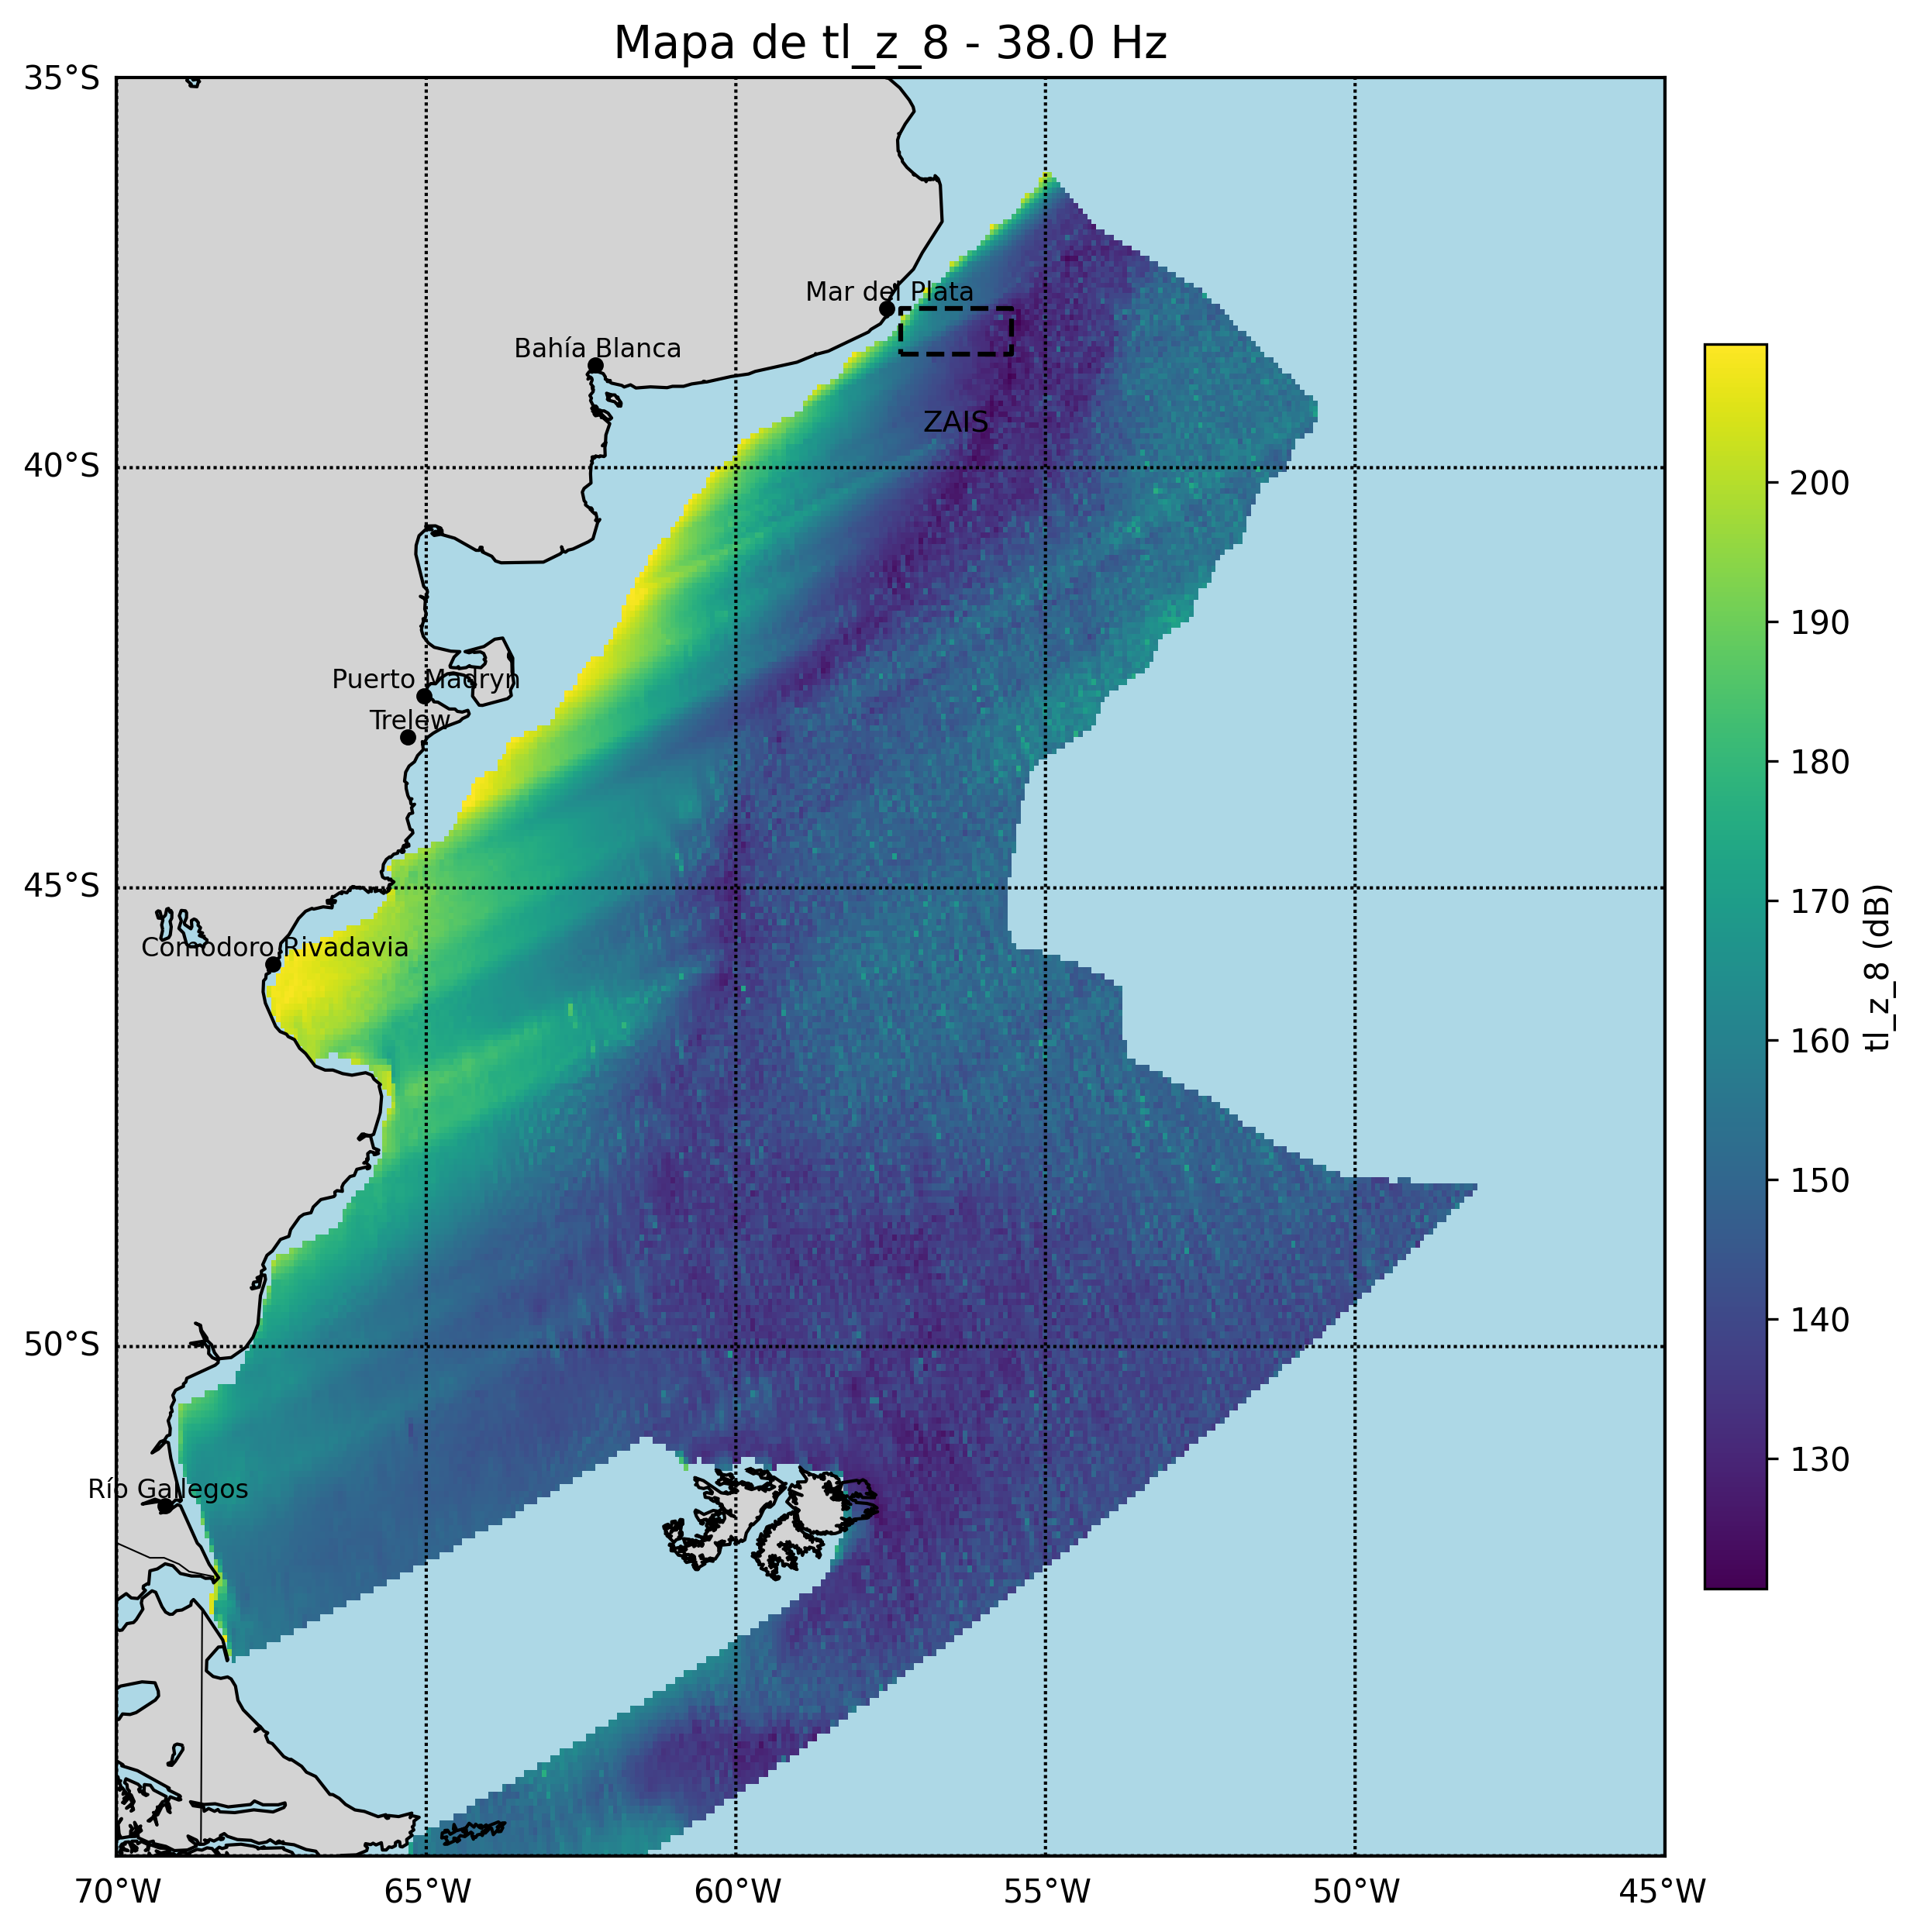 Mapa de tl_z_8 - 38.0 Hz
35°S
Mar del Plata
Bahía Blanca
ZAIS
40°S
200
190
Puerto Madryn
Trelew
180
45°S
170
tl_z_8 (dB)
Comodoro Rivadavia
160
150
50°S
140
130
Río Gallegos
70°W
65°W
60°W
55°W
50°W
45°W